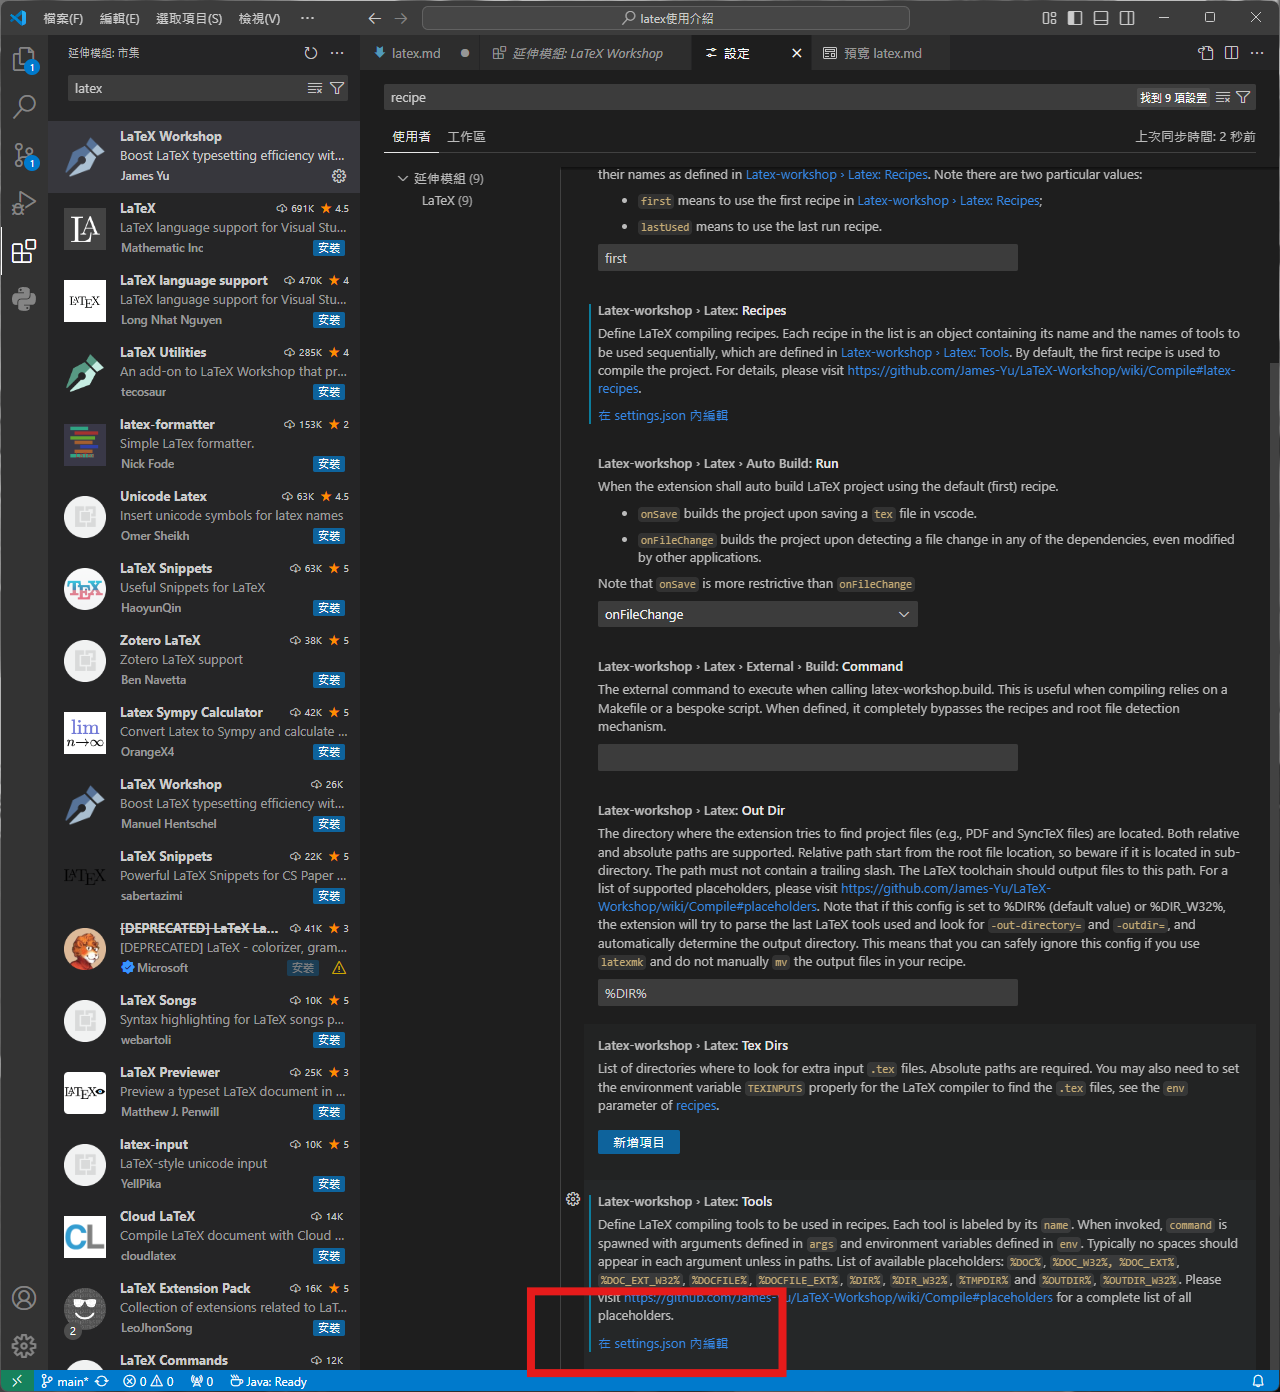 檔案(F) 編輯(E) 選取項目(S) 檢視(V) ··· latex使用介紹
延伸模組: 市集
latex
latex.md 延伸模組: LaTeX Workshop 設定 預覽 latex.md
1
1
LaTeX Workshop
Boost LaTeX typesetting efficiency wit...
James Yu
LaTeX 691K 4.5
LaTeX language support for Visual Stu...
Mathematic Inc 安裝
LaTeX language support 470K 4
LaTeX language support for Visual Stu...
Long Nhat Nguyen 安裝
LaTeX Utilities 285K 4
An add-on to LaTeX Workshop that pr...
tecosaur 安裝
latex-formatter 153K 2
Simple LaTex formatter.
Nick Fode 安裝
Unicode Latex 63K 4.5
Insert unicode symbols for latex names
Omer Sheikh 安裝
LaTeX Snippets 63K 5
Useful Snippets for LaTeX
HaoyunQin 安裝
Zotero LaTeX 38K 5
Zotero LaTeX support
Ben Navetta 安裝
lim
n→∞
Latex Sympy Calculator 42K 5
Convert Latex to Sympy and calculate ...
OrangeX4 安裝
LaTeX Workshop 26K
Boost LaTeX typesetting efficiency wit...
Manuel Hentschel 安裝
LaTeX Snippets 22K 5
Powerful LaTeX Snippets for CS Paper ...
sabertazimi 安裝
[DEPRECATED] LaTeX La... 41K 3
[DEPRECATED] LaTeX - colorizer, gram...
Microsoft 安裝
LaTeX Songs 10K 5
Syntax highlighting for LaTeX songs p...
webartoli 安裝
LaTeX Previewer 25K 3
Preview a typeset LaTeX document in ...
Matthew J. Penwill 安裝
latex-input 10K 5
LaTeX-style unicode input
YellPika 安裝
CL
Cloud LaTeX 14K
Compile LaTeX document with Cloud ...
cloudlatex 安裝
LaTeX Extension Pack 16K 5
Collection of extensions related to LaT...
LeoJhonSong 安裝
2
LaTeX Commands 12K
recipe 找到 9 項設置
使用者 工作區 上次同步時間: 2 秒前
延伸模組 (9)
LaTeX (9)
their names as defined in Latex-workshop › Latex: Recipes. Note there are two particular values:
• first means to use the first recipe in Latex-workshop › Latex: Recipes;
• lastUsed means to use the last run recipe.
first
Latex-workshop › Latex: Recipes
Define LaTeX compiling recipes. Each recipe in the list is an object containing its name and the names of tools to
be used sequentially, which are defined in Latex-workshop › Latex: Tools. By default, the first recipe is used to
compile the project. For details, please visit https://github.com/James-Yu/LaTeX-Workshop/wiki/Compile#latex-
recipes.
在 settings.json 內編輯
Latex-workshop › Latex › Auto Build: Run
When the extension shall auto build LaTeX project using the default (first) recipe.
• onSave builds the project upon saving a tex file in vscode.
• onFileChange builds the project upon detecting a file change in any of the dependencies, even modified
by other applications.
Note that onSave is more restrictive than onFileChange
onFileChange
Latex-workshop › Latex › External › Build: Command
The external command to execute when calling latex-workshop.build. This is useful when compiling relies on a
Makefile or a bespoke script. When defined, it completely bypasses the recipes and root file detection
mechanism.
Latex-workshop › Latex: Out Dir
The directory where the extension tries to find project files (e.g., PDF and SyncTeX files) are located. Both relative
and absolute paths are supported. Relative path start from the root file location, so beware if it is located in sub-
directory. The path must not contain a trailing slash. The LaTeX toolchain should output files to this path. For a
list of supported placeholders, please visit https://github.com/James-Yu/LaTeX-
Workshop/wiki/Compile#placeholders. Note that if this config is set to %DIR% (default value) or %DIR_W32%,
the extension will try to parse the last LaTeX tools used and look for -out-directory= and -outdir=, and
automatically determine the output directory. This means that you can safely ignore this config if you use
latexmk and do not manually mv the output files in your recipe.
%DIR%
Latex-workshop › Latex: Tex Dirs
List of directories where to look for extra input .tex files. Absolute paths are required. You may also need to set
the environment variable TEXINPUTS properly for the LaTeX compiler to find the .tex files, see the env
parameter of recipes.
新增項目
Latex-workshop › Latex: Tools
Define LaTeX compiling tools to be used in recipes. Each tool is labeled by its name. When invoked, command is
spawned with arguments defined in args and environment variables defined in env. Typically no spaces should
appear in each argument unless in paths. List of available placeholders: %DOC%, %DOC_W32%, %DOC_EXT%,
%DOC_EXT_W32%, %DOCFILE%, %DOCFILE_EXT%, %DIR%, %DIR_W32%, %TMPDIR% and %OUTDIR%, %OUTDIR_W32%. Please
visit https://github.com/James-Yu/LaTeX-Workshop/wiki/Compile#placeholders for a complete list of all
placeholders.
在 settings.json 內編輯
main* 0 0 0 Java: Ready